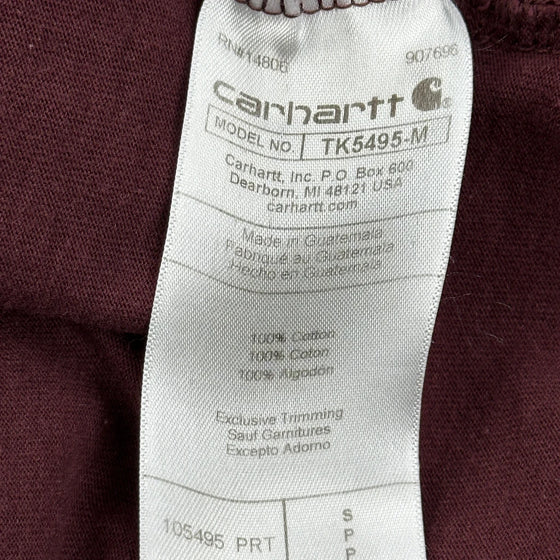 RN#14806 907696
carhartt
MODEL NO. TK5495-M
Carhartt, Inc. P.O. Box 600
Dearborn, MI 48121 USA
carhartt.com
Made in Guatemala
Fabriqué au Guatemala
Hecho en Guatemala
100% Cotton
100% Coton
100% Algodón
Exclusive Trimming
Sauf Garnitures
Excepto Adorno
105495 PRT
S
P
P